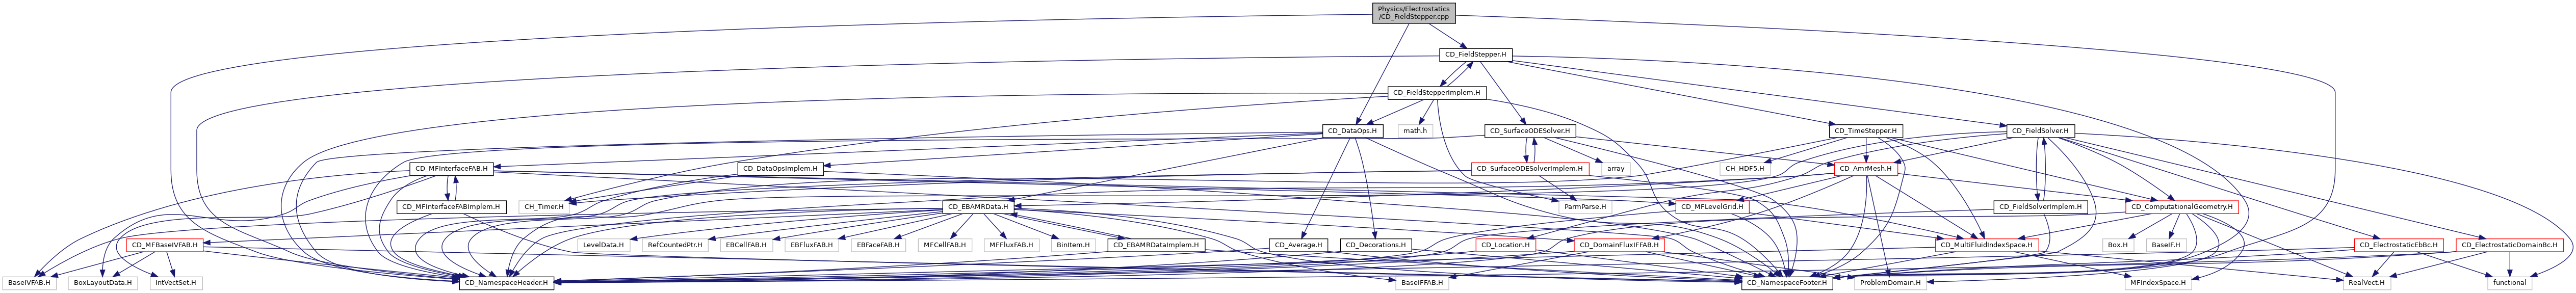 Physics/Electrostatics
/CD_FieldStepper.cpp
CD_FieldStepper.H
CD_FieldStepperImplem.H
CD_DataOps.H
math.h
CD_SurfaceODESolver.H
CD_TimeStepper.H
CD_FieldSolver.H
CD_MFInterfaceFAB.H
CD_DataOpsImplem.H
CD_SurfaceODESolverImplem.H
array
CH_HDF5.H
CD_AmrMesh.H
CD_MFInterfaceFABImplem.H
CH_Timer.H
CD_EBAMRData.H
ParmParse.H
CD_MFLevelGrid.H
CD_FieldSolverImplem.H
CD_ComputationalGeometry.H
CD_MFBaseIVFAB.H
LevelData.H
RefCountedPtr.H
EBCellFAB.H
EBFluxFAB.H
EBFaceFAB.H
MFCellFAB.H
MFFluxFAB.H
BinItem.H
CD_EBAMRDataImplem.H
CD_Average.H
CD_Decorations.H
CD_Location.H
CD_DomainFluxIFFAB.H
CD_MultiFluidIndexSpace.H
Box.H
BaseIF.H
CD_ElectrostaticEbBc.H
CD_ElectrostaticDomainBc.H
BaseIVFAB.H
BoxLayoutData.H
IntVectSet.H
CD_NamespaceHeader.H
BaseIFFAB.H
CD_NamespaceFooter.H
ProblemDomain.H
MFIndexSpace.H
RealVect.H
functional